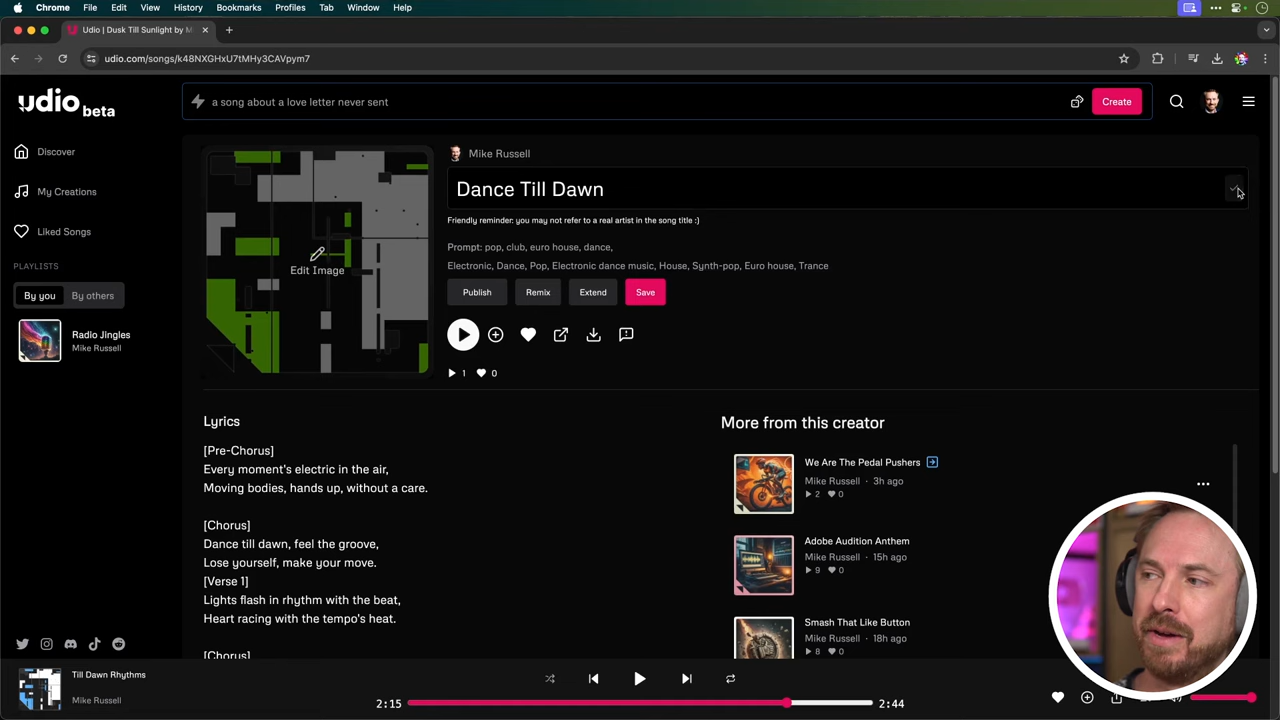 Chrome File Edit View History Bookmarks Profiles Tab Window Help
Udio | Dusk Till Sunlight by M
udio.com/songs/k48NXGHxU7tMHy3CAVpym7
udio beta
a song about a love letter never sent
Create
Discover
My Creations
Liked Songs
PLAYLISTS
By you By others
Radio Jingles
Mike Russell
Edit Image
Mike Russell
Dance Till Dawn
Friendly reminder: you may not refer to a real artist in the song title :)
Prompt: pop, club, euro house, dance,
Electronic, Dance, Pop, Electronic dance music, House, Synth-pop, Euro house, Trance
Publish Remix Extend Save
1 0
Lyrics
[Pre-Chorus]
Every moment's electric in the air,
Moving bodies, hands up, without a care.
[Chorus]
Dance till dawn, feel the groove,
Lose yourself, make your move.
[Verse 1]
Lights flash in rhythm with the beat,
Heart racing with the tempo's heat.
[Chorus]
More from this creator
We Are The Pedal Pushers
Mike Russell · 3h ago
2 0
Adobe Audition Anthem
Mike Russell · 15h ago
9 0
Smash That Like Button
Mike Russell · 18h ago
8 0
Till Dawn Rhythms
Mike Russell
2:15 2:44